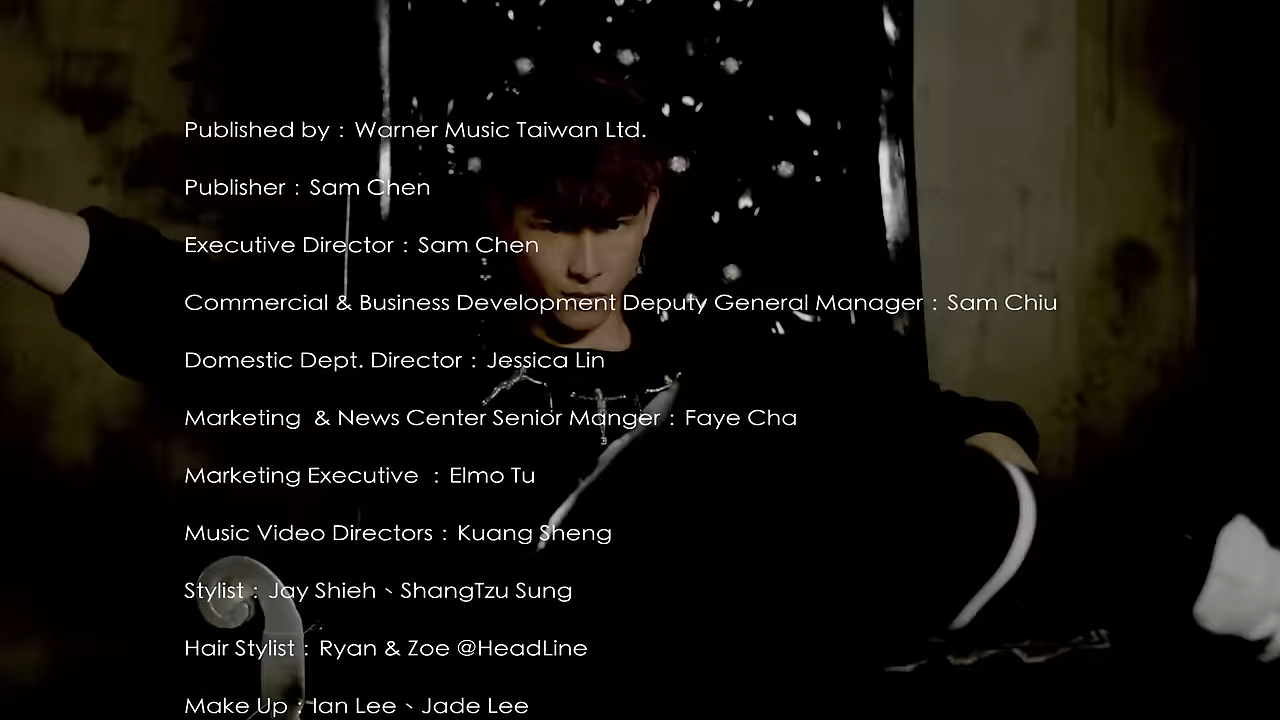 Published by：Warner Music Taiwan Ltd.
Publisher：Sam Chen
Executive Director：Sam Chen
Commercial & Business Development Deputy General Manager：Sam Chiu
Domestic Dept. Director：Jessica Lin
Marketing  & News Center Senior Manger：Faye Cha
Marketing Executive ：Elmo Tu
Music Video Directors：Kuang Sheng
Stylist：Jay Shieh、ShangTzu Sung
Hair Stylist：Ryan & Zoe @HeadLine
Make Up：Ian Lee、Jade Lee